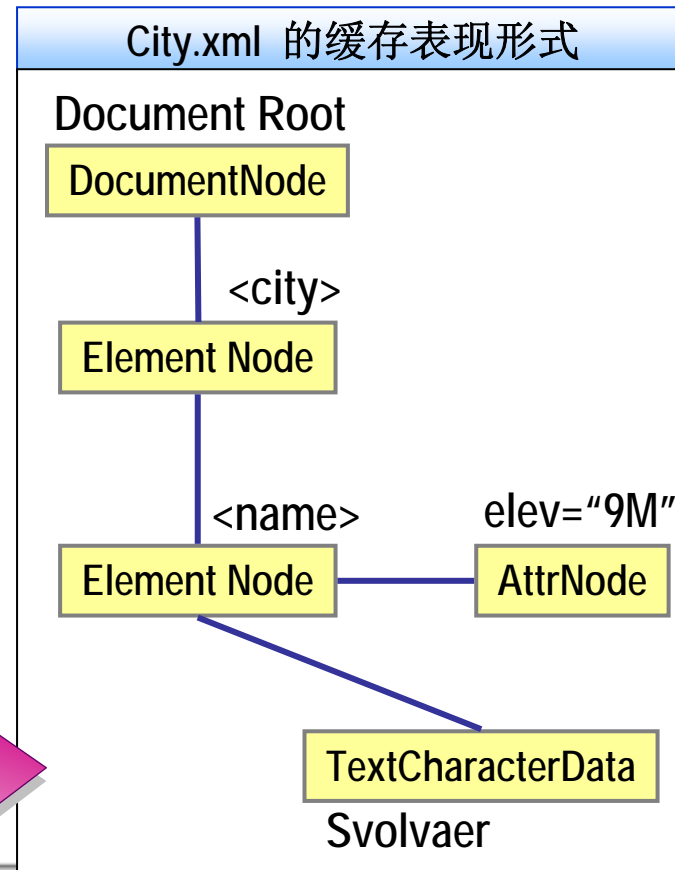 City.xml 的缓存表现形式
Document Root
DocumentNode
<city>
Element Node
<name>
elev=“9M”
Element Node
AttrNode
TextCharacterData
Svolvaer